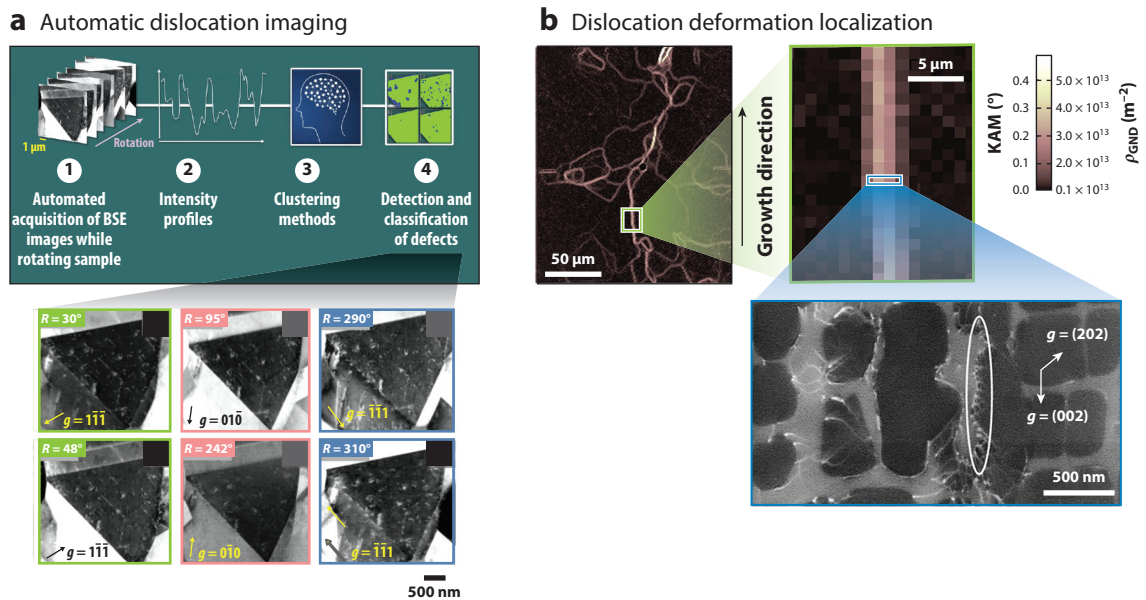 a Automatic dislocation imaging
1 μm
Rotation
1
2
3
4
Automated
acquisition of BSE
images while
rotating sample
Intensity
profiles
Clustering
methods
Detection and
classification
of defects
R = 30°
g = 11̅1̅
R = 95°
g = 010̅
R = 290°
g = 1̅1̅1
R = 48°
g = 11̅1̅
R = 242°
g = 01̅0
R = 310°
g = 1̅1̅1
500 nm
b Dislocation deformation localization
50 μm
Growth direction
5 μm
KAM (°)
0.4
0.3
0.2
0.1
0.0
5.0 × 10¹³
4.0 × 10¹³
3.0 × 10¹³
2.0 × 10¹³
0.1 × 10¹³
ρGND (m⁻²)
g = (202)
g = (002)
500 nm